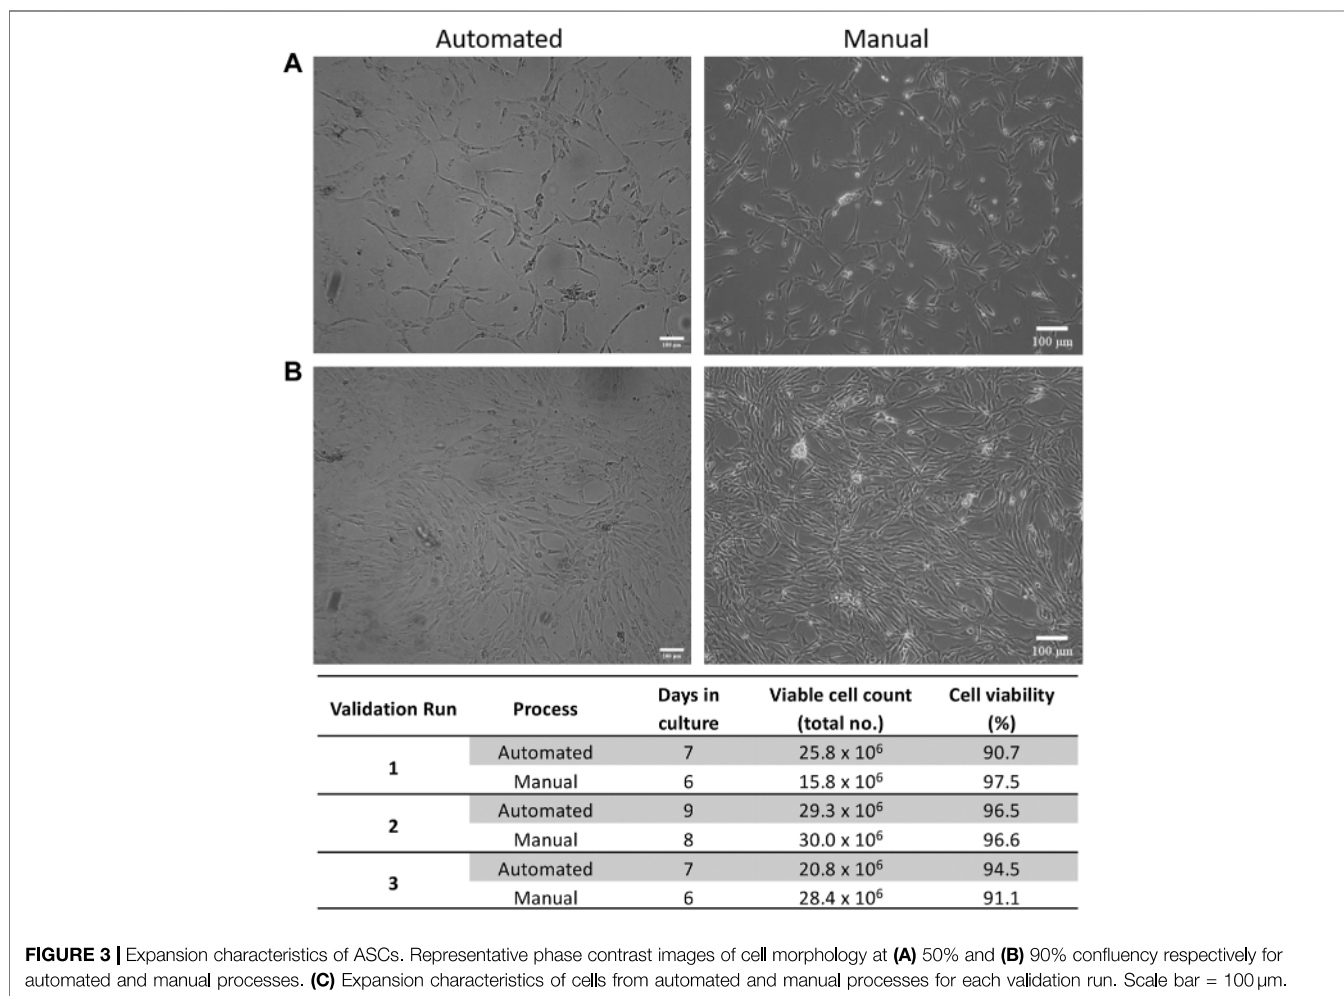 Automated Manual
A
100 µm
100 µm
B
100 µm
100 µm
Validation Run Process Days in culture Viable cell count (total no.) Cell viability (%)
1 Automated 7 25.8 x 10⁶ 90.7
Manual 6 15.8 x 10⁶ 97.5
2 Automated 9 29.3 x 10⁶ 96.5
Manual 8 30.0 x 10⁶ 96.6
3 Automated 7 20.8 x 10⁶ 94.5
Manual 6 28.4 x 10⁶ 91.1
FIGURE 3 | Expansion characteristics of ASCs. Representative phase contrast images of cell morphology at (A) 50% and (B) 90% confluency respectively for
automated and manual processes. (C) Expansion characteristics of cells from automated and manual processes for each validation run. Scale bar = 100 µm.